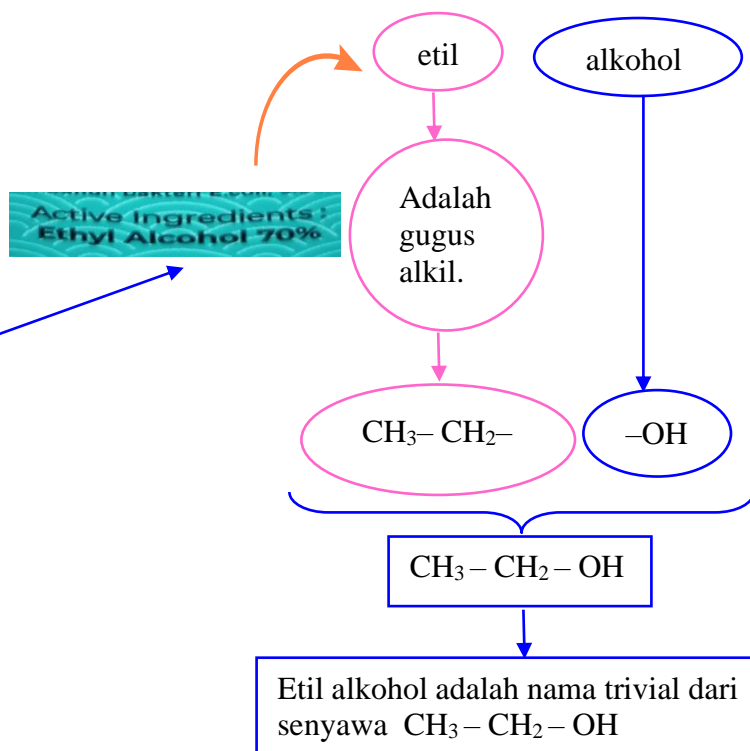 etil
alkohol
Active Ingredients :
Ethyl Alcohol 70%
Adalah
gugus
alkil.
CH₃– CH₂–
–OH
CH₃ – CH₂ – OH
Etil alkohol adalah nama trivial dari
senyawa CH₃ – CH₂ – OH